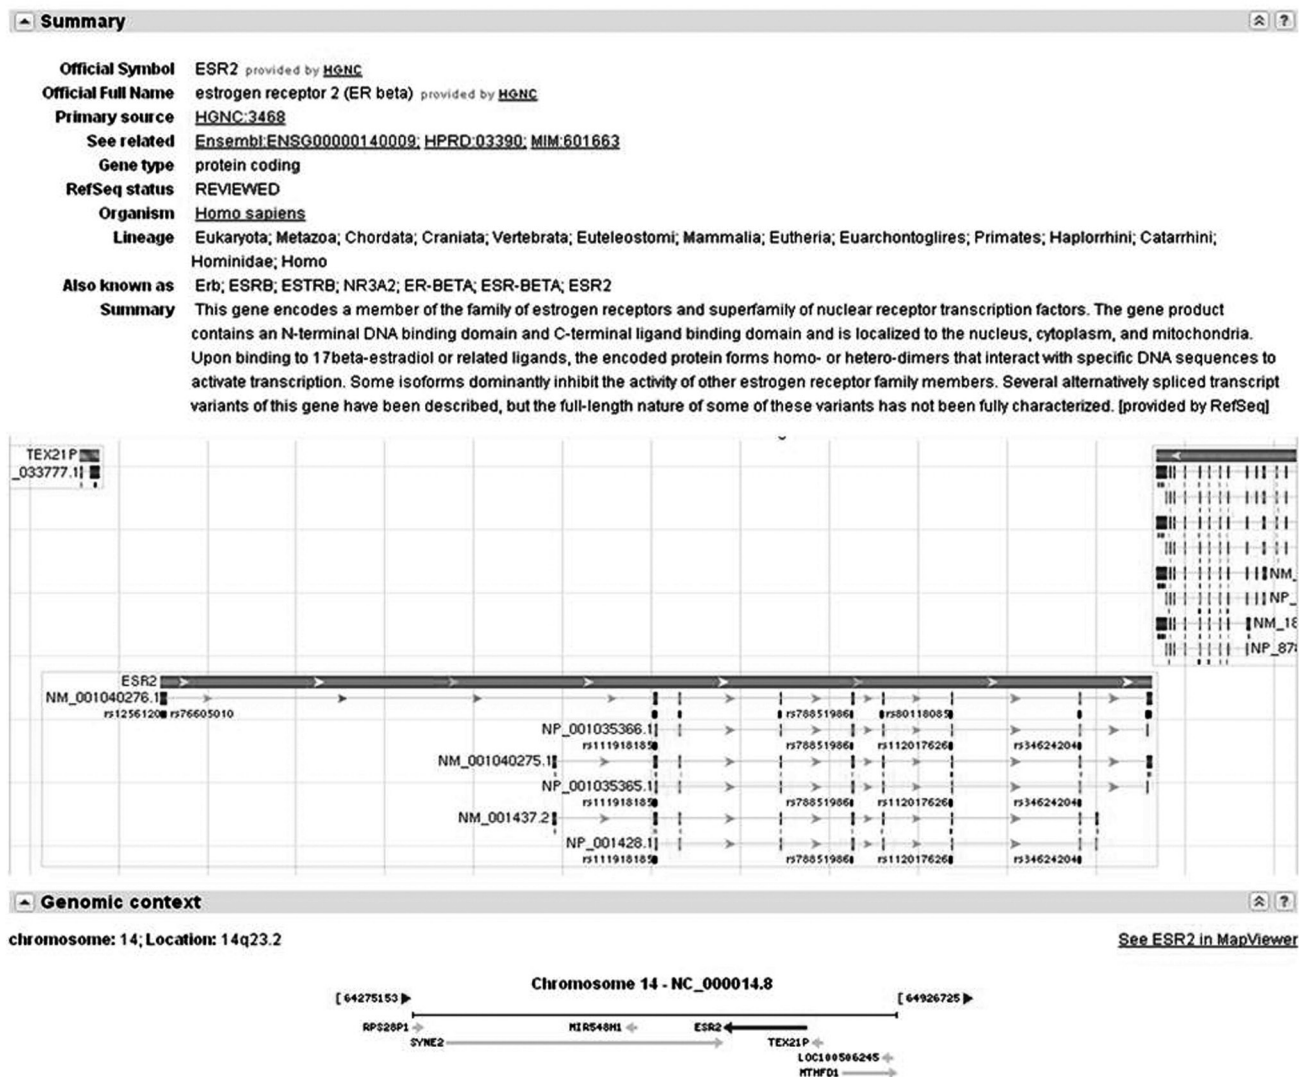 Summary
Official Symbol ESR2 provided by HGNC
Official Full Name estrogen receptor 2 (ER beta) provided by HGNC
Primary source HGNC:3468
See related Ensembl:ENSG00000140009; HPRD:03390; MIM:601663
Gene type protein coding
RefSeq status REVIEWED
Organism Homo sapiens
Lineage Eukaryota; Metazoa; Chordata; Craniata; Vertebrata; Euteleostomi; Mammalia; Eutheria; Euarchontoglires; Primates; Haplorrhini; Catarrhini;
Hominidae; Homo
Also known as Erb; ESRB; ESTRB; NR3A2; ER-BETA; ESR-BETA; ESR2
Summary This gene encodes a member of the family of estrogen receptors and superfamily of nuclear receptor transcription factors. The gene product
contains an N-terminal DNA binding domain and C-terminal ligand binding domain and is localized to the nucleus, cytoplasm, and mitochondria.
Upon binding to 17beta-estradiol or related ligands, the encoded protein forms homo- or hetero-dimers that interact with specific DNA sequences to
activate transcription. Some isoforms dominantly inhibit the activity of other estrogen receptor family members. Several alternatively spliced transcript
variants of this gene have been described, but the full-length nature of some of these variants has not been fully characterized. [provided by RefSeq]
TEX21P
_033777.1
NM_
NP_
NM_18
NP_87
ESR2
NM_001040276.1
rs1256120 rs76605010 rs78851986 rs80118085
NP_001035366.1
rs111918185 rs78851986 rs112017626 rs34624204
NM_001040275.1
NP_001035365.1
rs111918185 rs78851986 rs112017626 rs34624204
NM_001437.2
NP_001428.1
rs111918185 rs78851986 rs112017626 rs34624204
Genomic context
chromosome: 14; Location: 14q23.2 See ESR2 in MapViewer
Chromosome 14 - NC_000014.8
[ 64275153 [ 64926725
RPS28P1 MIR548H1 ESR2
SYNE2 TEX21P
LOC100506245
MTHFD1